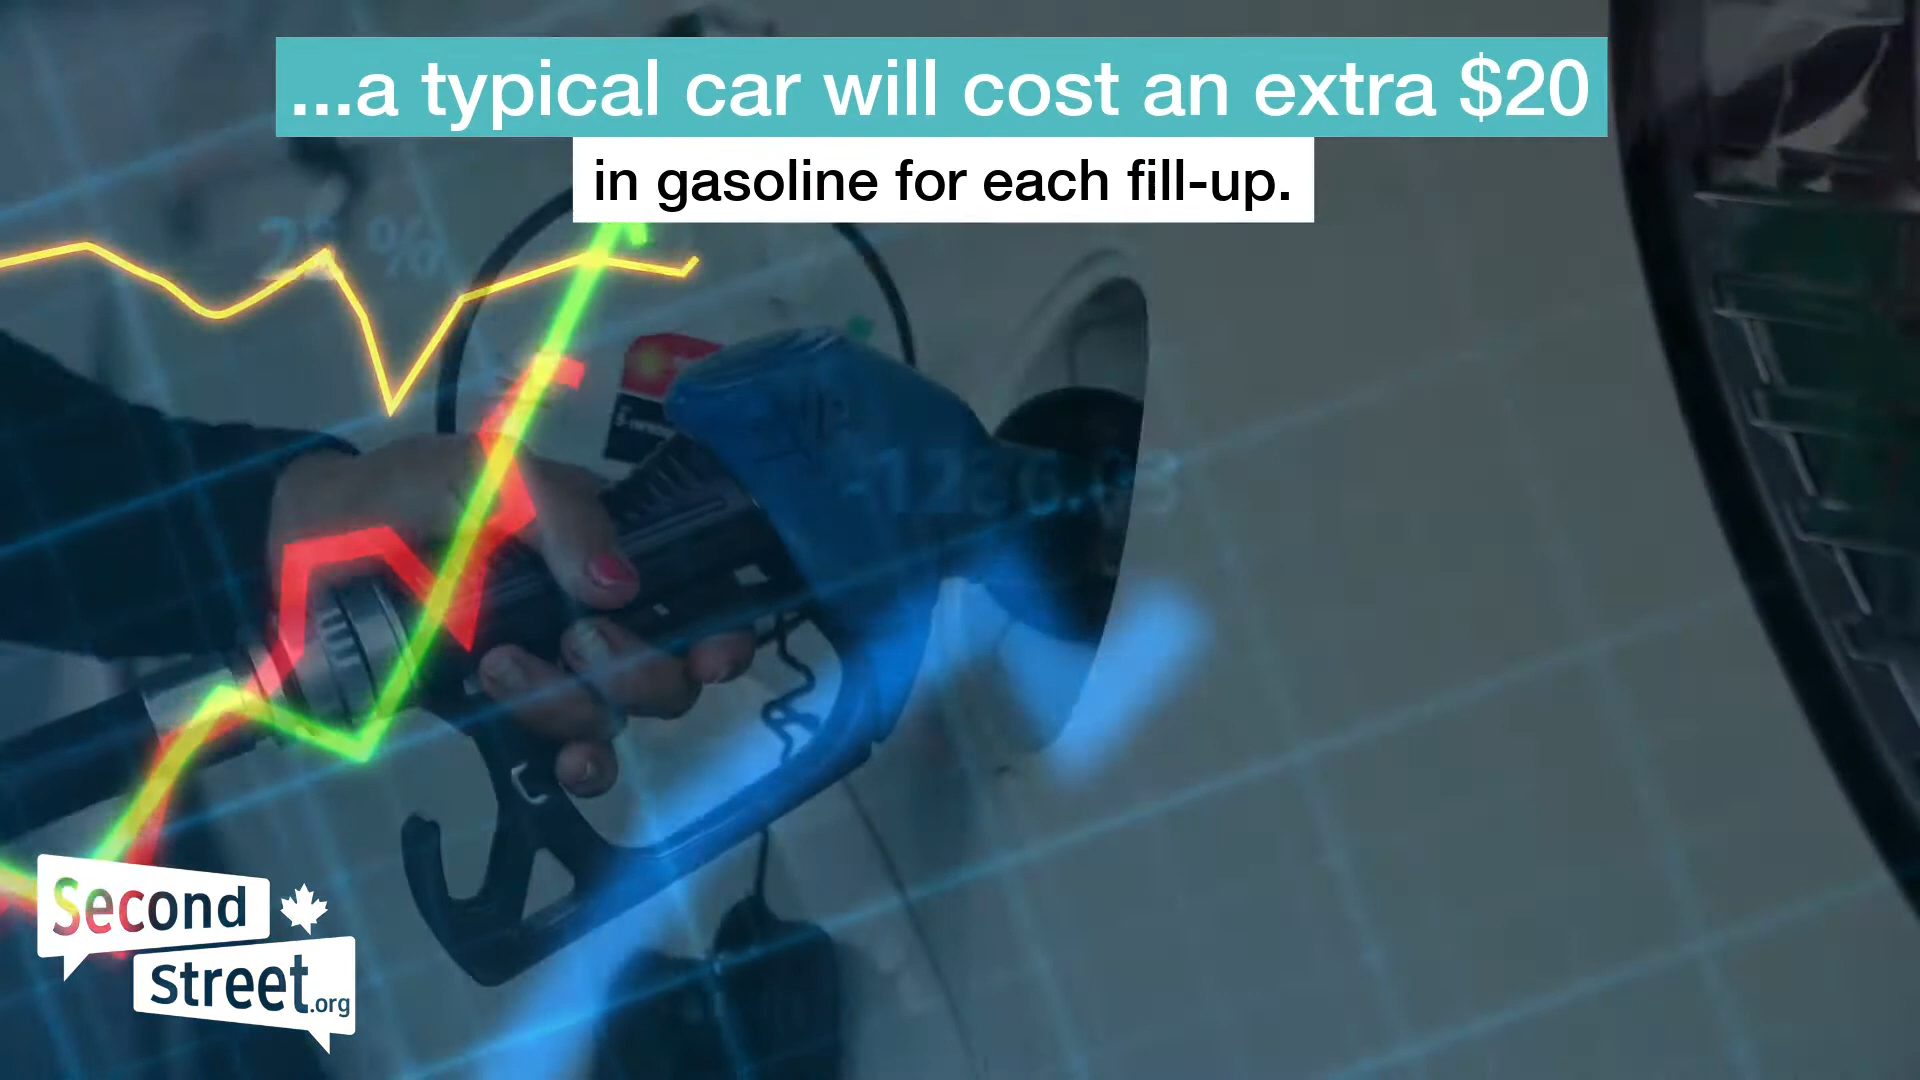 ...a typical car will cost an extra $20
in gasoline for each fill-up.
Second
street.org